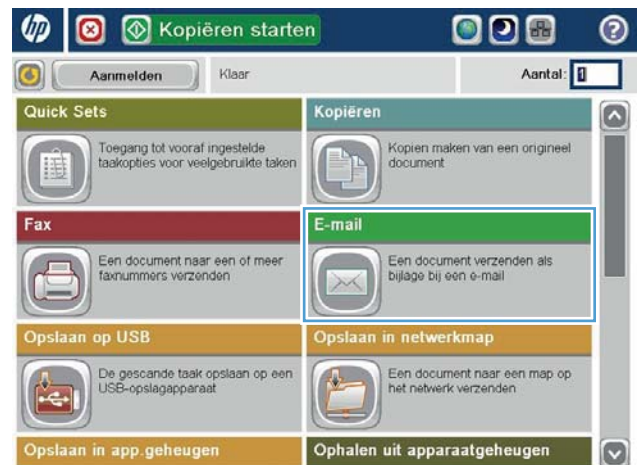 hp
Kopiëren starten
?
Aanmelden
Klaar
Aantal: 1
Quick Sets
Toegang tot vooraf ingestelde
taakopties voor veelgebruikte taken
Kopiëren
Kopien maken van een origineel
document
Fax
Een document naar een of meer
faxnummers verzenden
E-mail
Een document verzenden als
bijlage bij een e-mail
Opslaan op USB
De gescande taak opslaan op een
USB-opslagapparaat
Opslaan in netwerkmap
Een document naar een map op
het netwerk verzenden
Opslaan in app.geheugen
Ophalen uit apparaatgeheugen